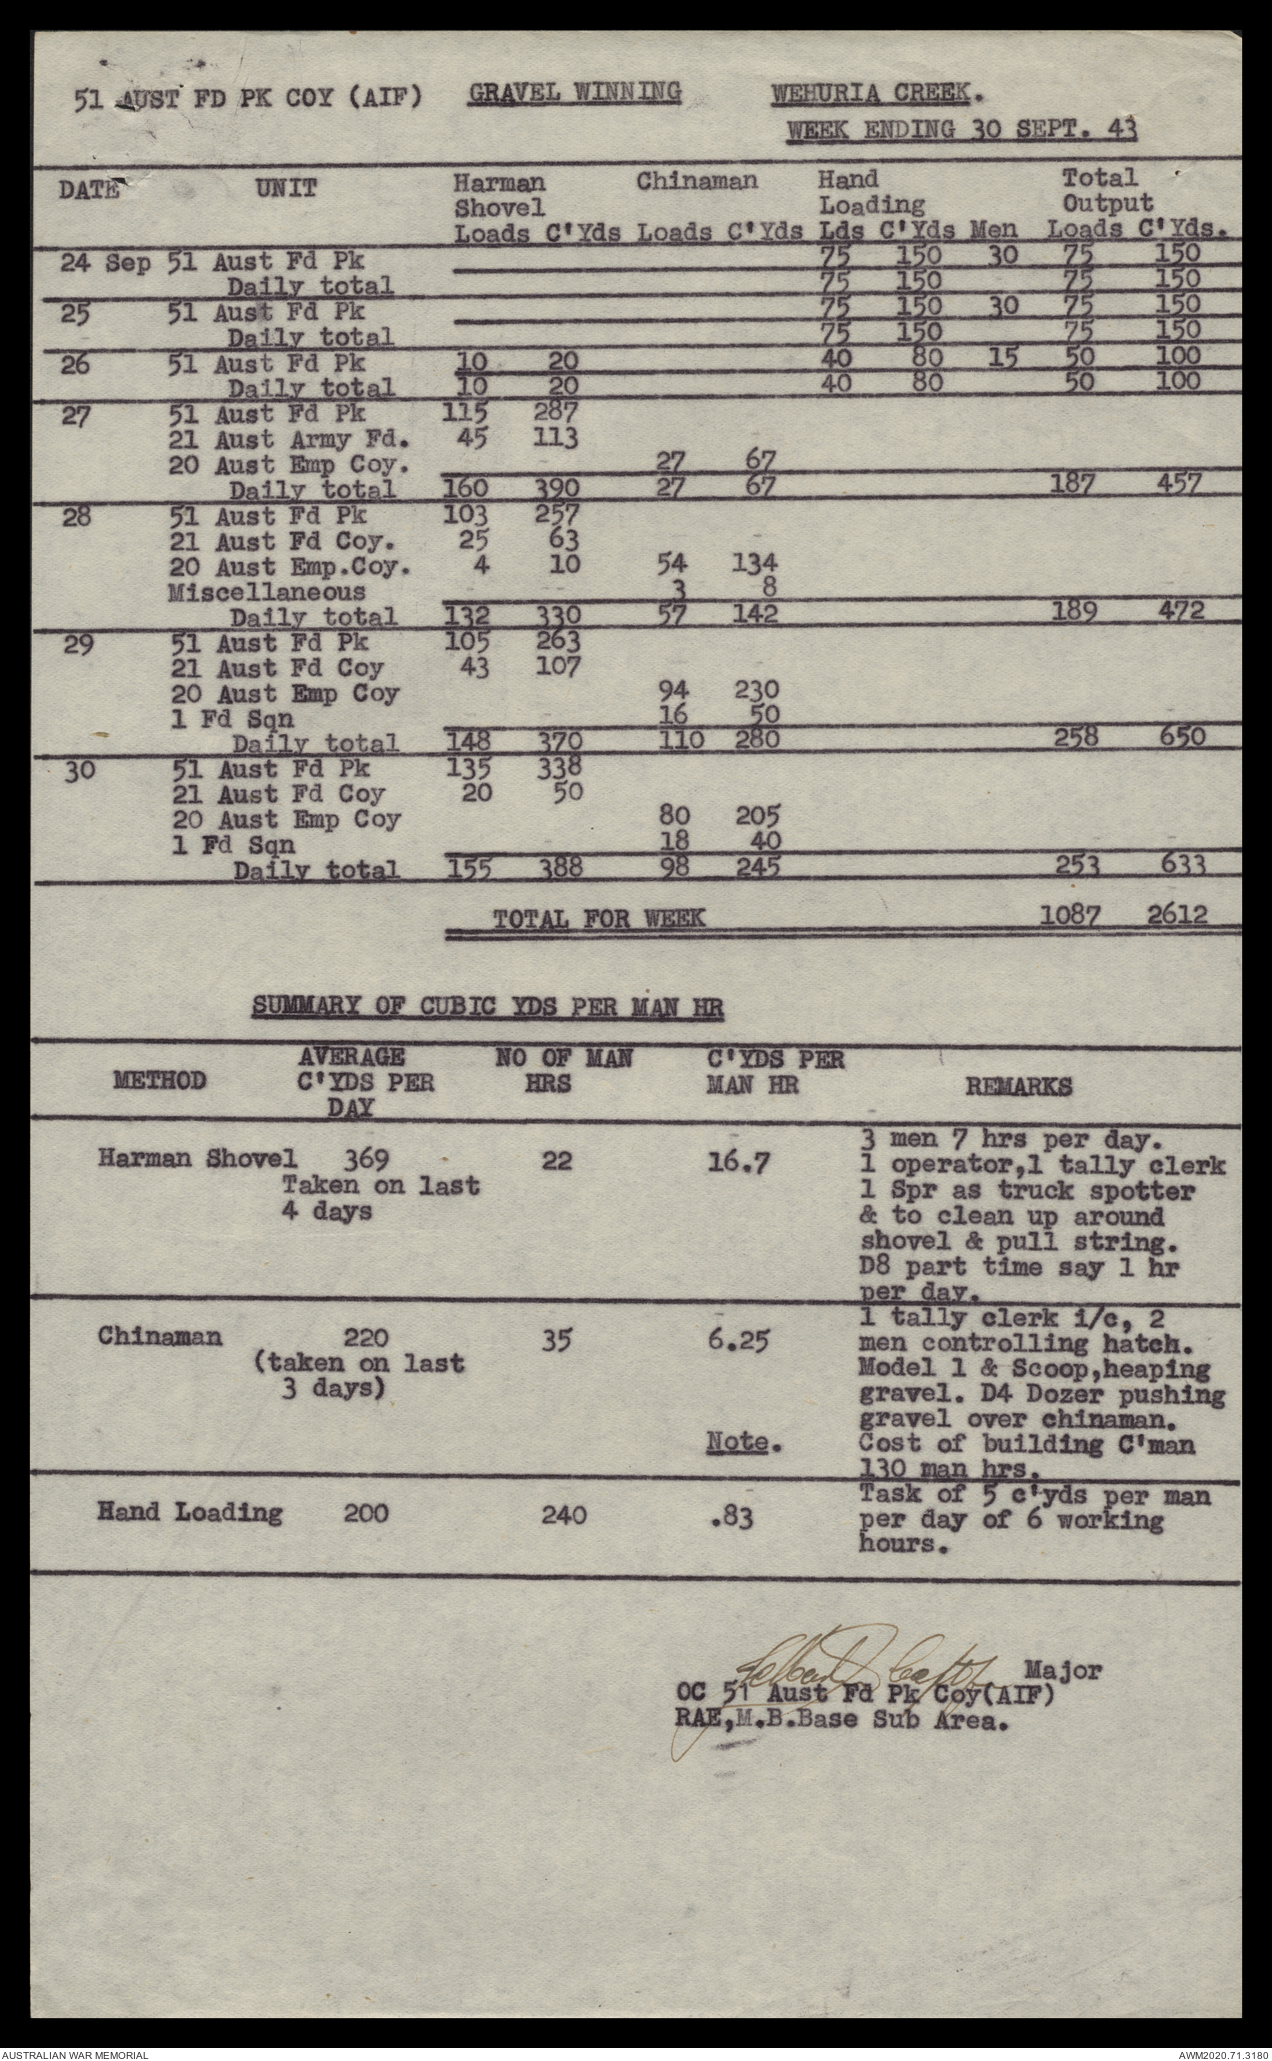 51 AUST FD PK COY (AIF) GRAVEL WINNING WEHURIA CREEK.
WEEK ENDING 30 SEPT. 43
DATE UNIT Harman Chinaman Hand Total
Shovel Loading Output
Loads C'Yds Loads C'Yds Lds C'Yds Men Loads C'Yds.
24 Sep 51 Aust Fd Pk 75 150 30 75 150
Daily total 75 150 75 150
25 51 Aust Fd Pk 75 150 30 75 150
Daily total 75 150 75 150
26 51 Aust Fd Pk 10 20 40 80 15 50 100
Daily total 10 20 40 80 50 100
27 51 Aust Fd Pk 115 287
21 Aust Army Fd. 45 113
20 Aust Emp Coy. 27 67
Daily total 160 390 27 67 187 457
28 51 Aust Fd Pk 103 257
21 Aust Fd Coy. 25 63
20 Aust Emp.Coy. 4 10 54 134
Miscellaneous 3 8
Daily total 132 330 57 142 189 472
29 51 Aust Fd Pk 105 263
21 Aust Fd Coy 43 107
20 Aust Emp Coy 94 230
1 Fd Sqn 16 50
Daily total 148 370 110 280 258 650
30 51 Aust Fd Pk 135 338
21 Aust Fd Coy 20 50
20 Aust Emp Coy 80 205
1 Fd Sqn 18 40
Daily total 155 388 98 245 253 633
TOTAL FOR WEEK 1087 2612
SUMMARY OF CUBIC YDS PER MAN HR
AVERAGE NO OF MAN C'YDS PER
METHOD C'YDS PER HRS MAN HR REMARKS
DAY
3 men 7 hrs per day.
Harman Shovel 369 22 16.7 1 operator,1 tally clerk
Taken on last 1 Spr as truck spotter
4 days & to clean up around
shovel & pull string.
D8 part time say 1 hr
per day.
1 tally clerk i/c, 2
Chinaman 220 35 6.25 men controlling hatch.
(taken on last Model 1 & Scoop,heaping
3 days) gravel. D4 Dozer pushing
gravel over chinaman.
Note. Cost of building C'man
130 man hrs.
Task of 5 c'yds per man
Hand Loading 200 240 .83 per day of 6 working
hours.
Major
OC 51 Aust Fd Pk Coy(AIF)
RAE,M.B.Base Sub Area.
AUSTRALIAN WAR MEMORIAL AWM2020.71.3180